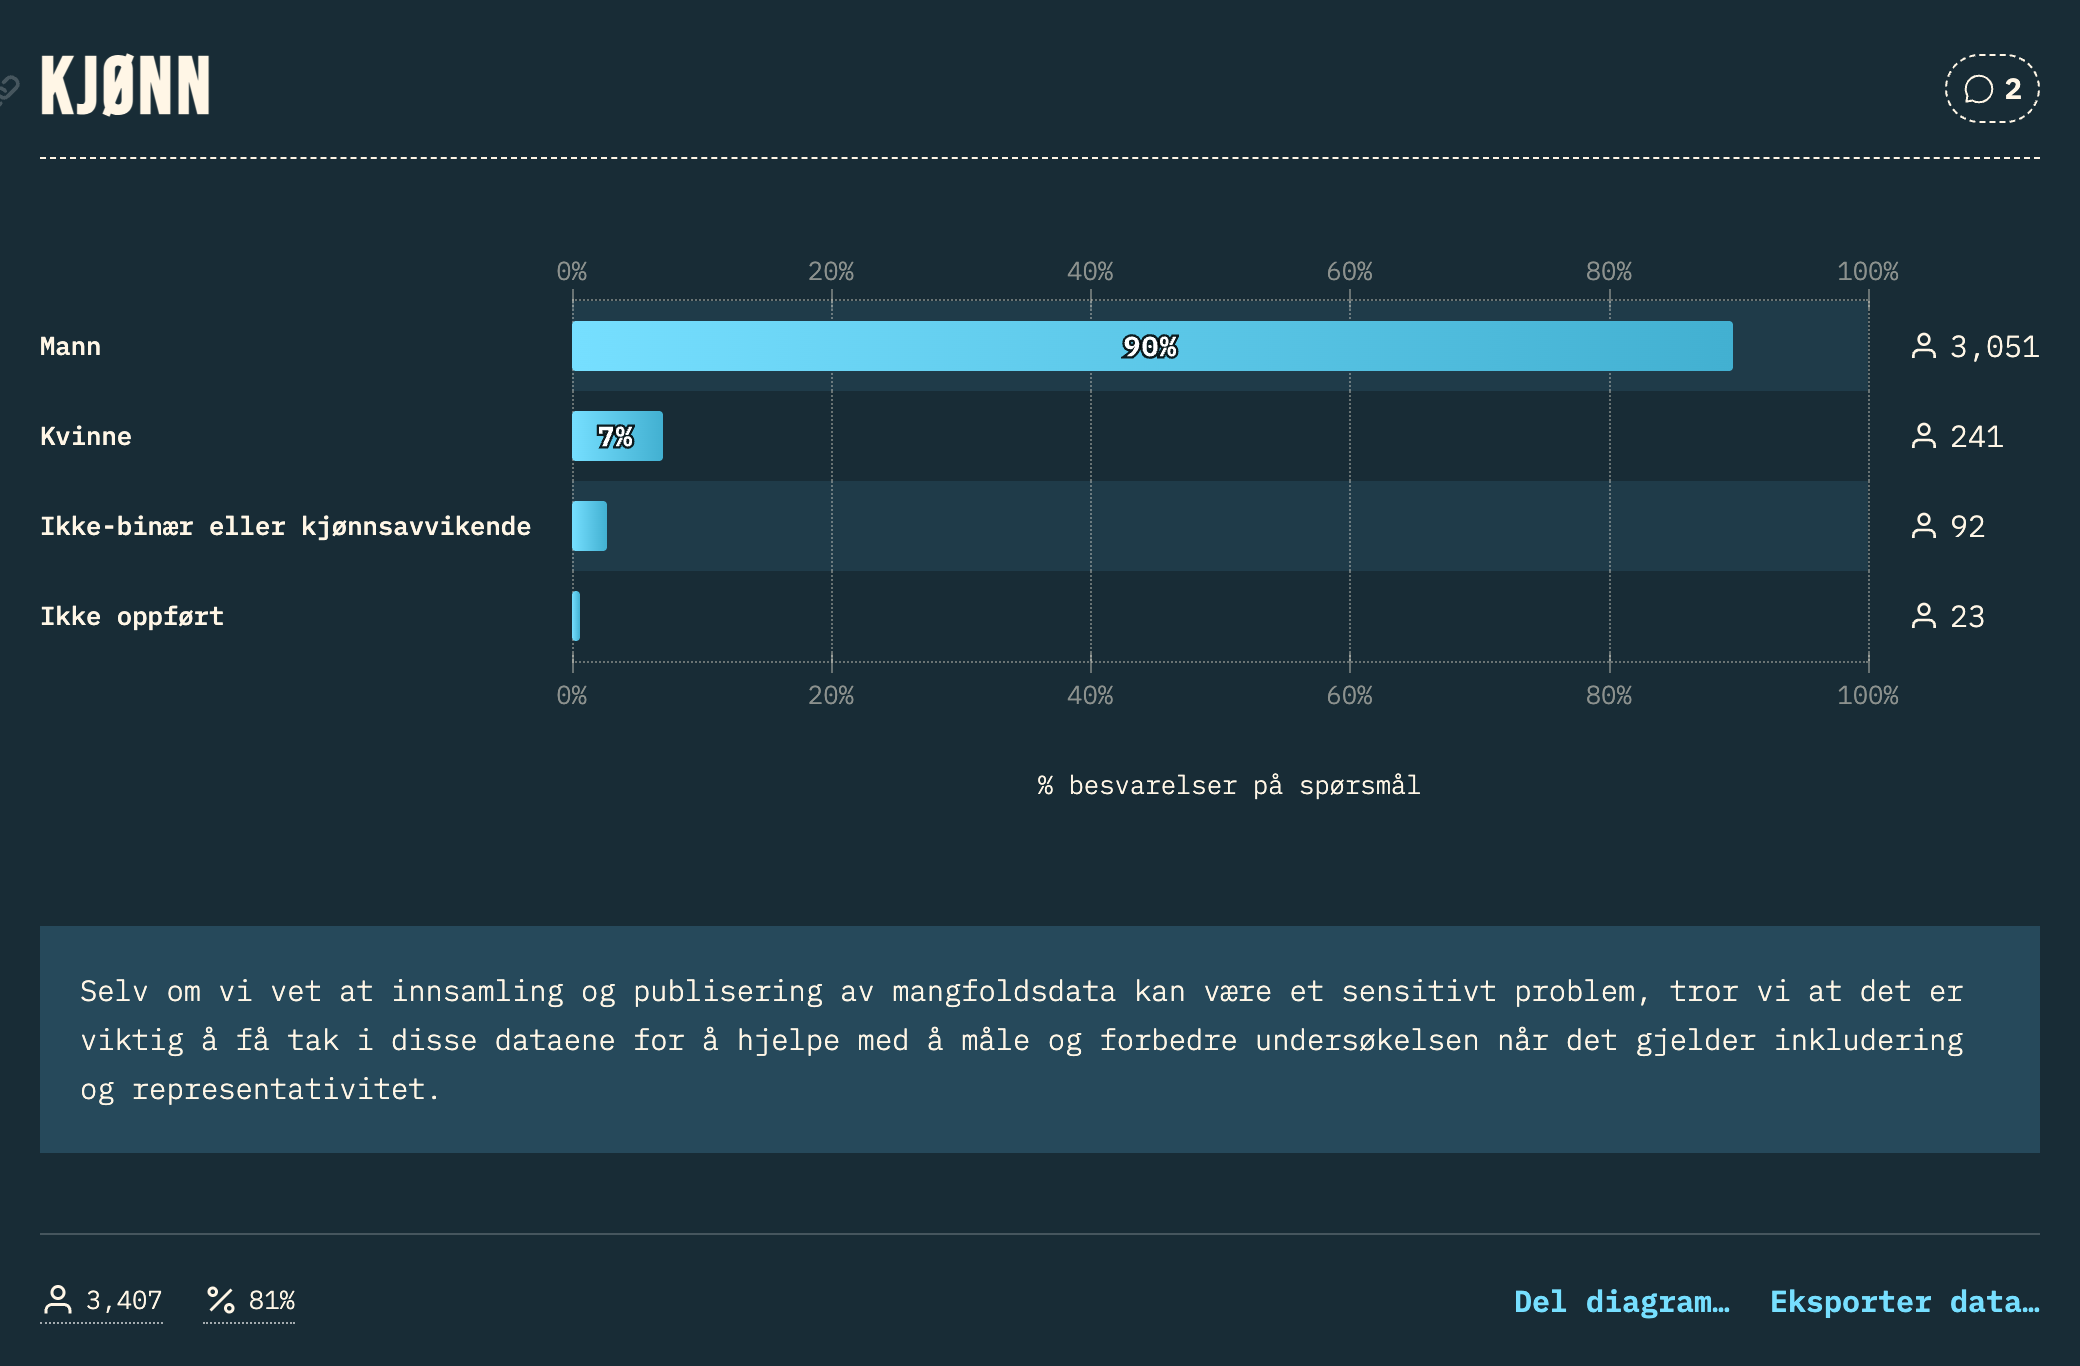 KJØNN
2
0% 20% 40% 60% 80% 100%
Mann 90% 3,051
Kvinne 7% 241
Ikke-binær eller kjønnsavvikende 92
Ikke oppført 23
0% 20% 40% 60% 80% 100%
% besvarelser på spørsmål
Selv om vi vet at innsamling og publisering av mangfoldsdata kan være et sensitivt problem, tror vi at det er
viktig å få tak i disse dataene for å hjelpe med å måle og forbedre undersøkelsen når det gjelder inkludering
og representativitet.
3,407 81% Del diagram… Eksporter data…